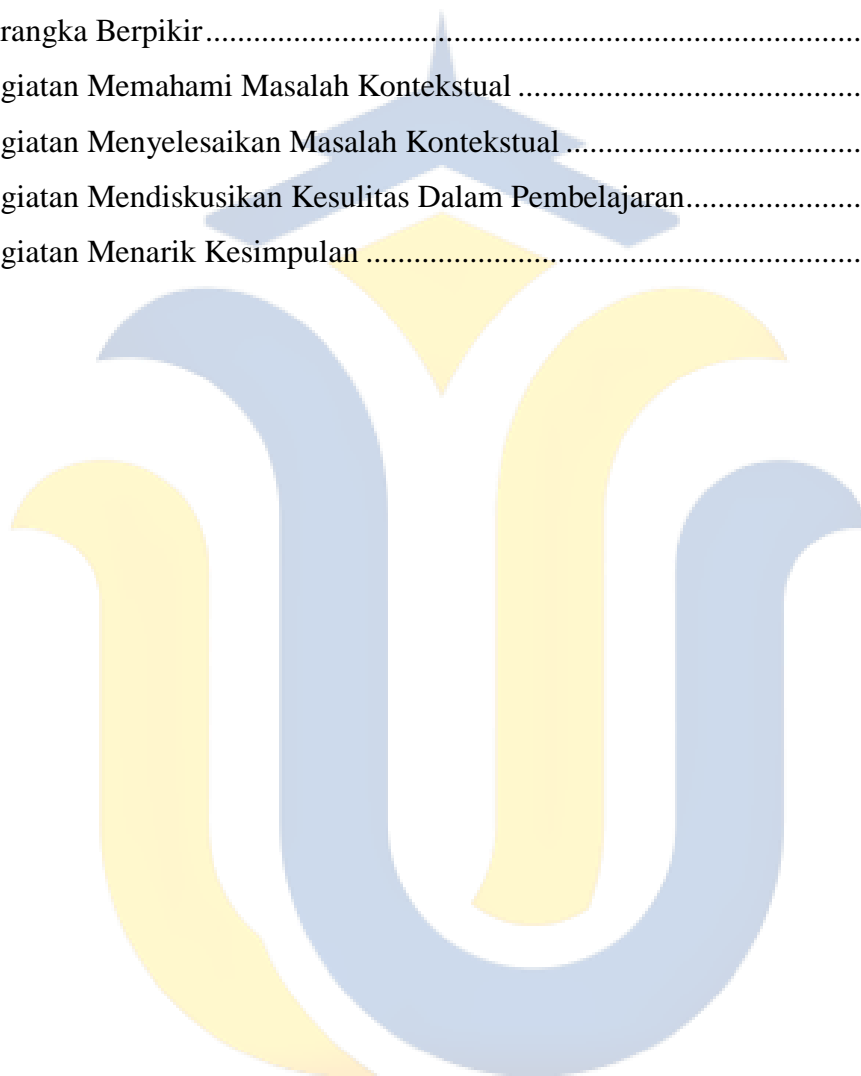 rangka Berpikir..................................................................................
giatan Memahami Masalah Kontekstual ...........................................
giatan Menyelesaikan Masalah Kontekstual .....................................
giatan Mendiskusikan Kesulitas Dalam Pembelajaran......................
giatan Menarik Kesimpulan ..............................................................